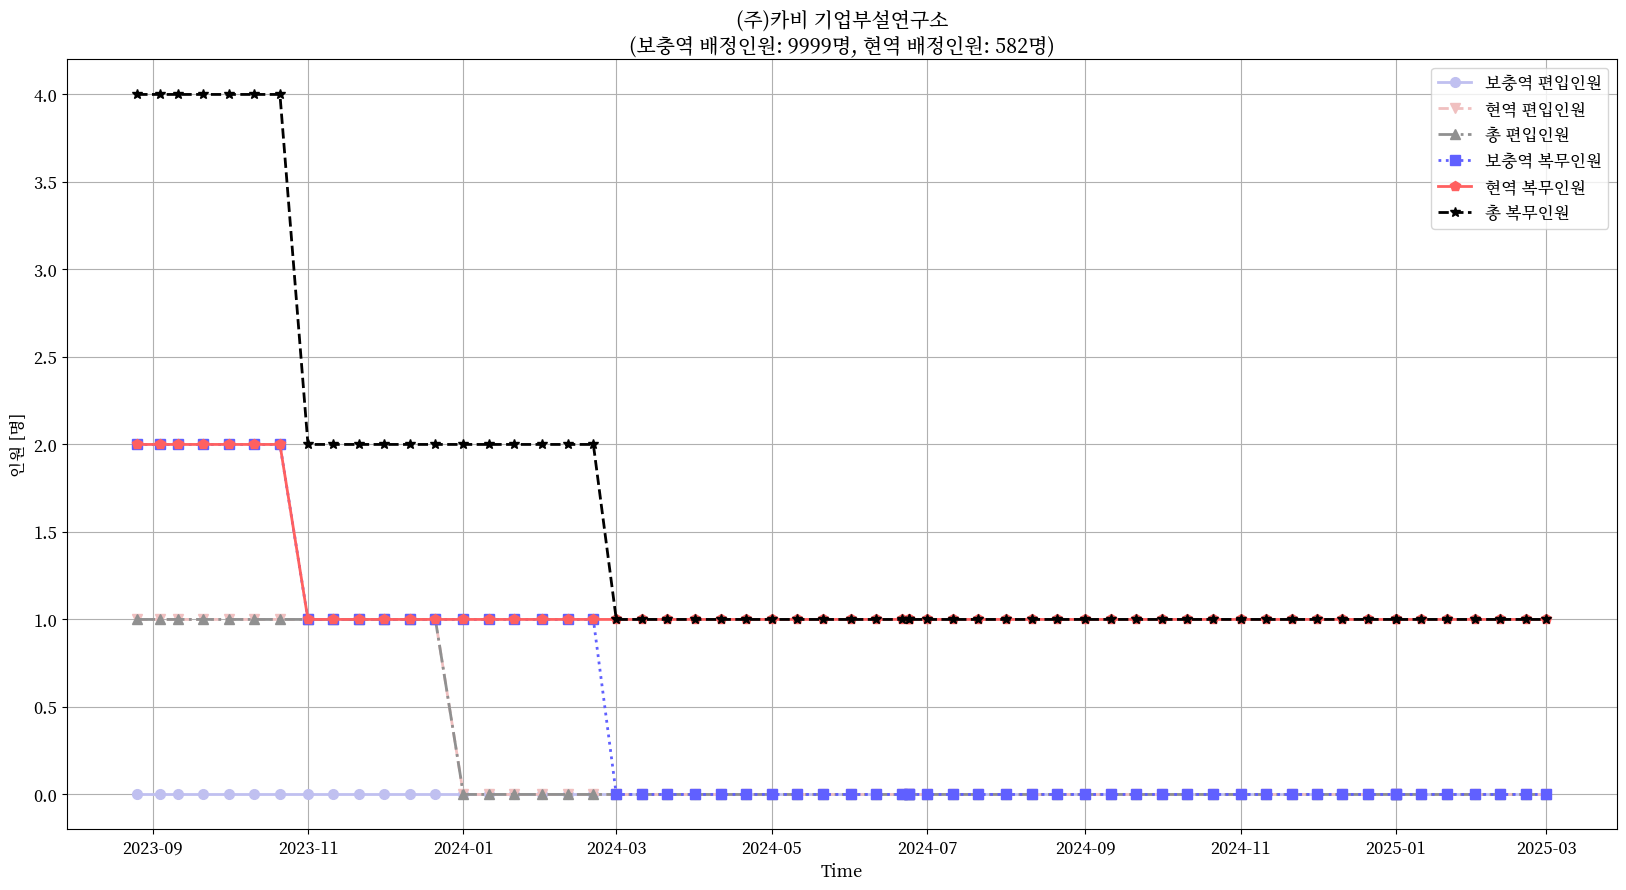 (주)카비 기업부설연구소
(보충역 배정인원: 9999명, 현역 배정인원: 582명)
보충역 편입인원
현역 편입인원
총 편입인원
보충역 복무인원
현역 복무인원
총 복무인원
인원 [명]
4.0
3.5
3.0
2.5
2.0
1.5
1.0
0.5
0.0
2023-09 2023-11 2024-01 2024-03 2024-05 2024-07 2024-09 2024-11 2025-01 2025-03
Time